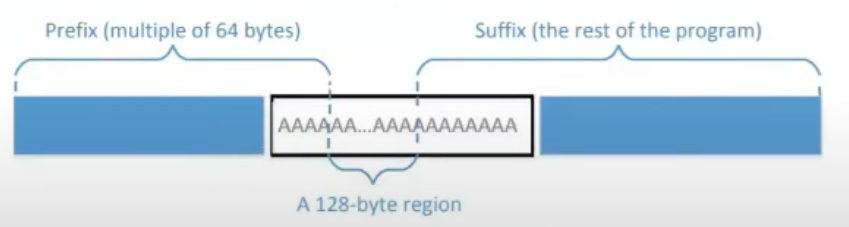 Prefix (multiple of 64 bytes)
Suffix (the rest of the program)
AAAAAA...AAAAAAAAAAA
A 128-byte region